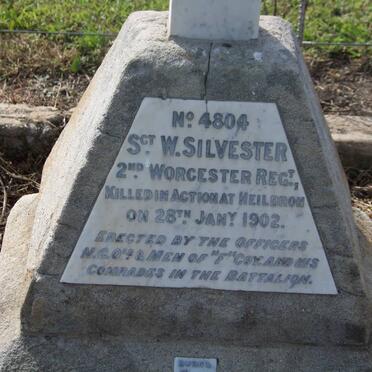 No 4804
SGT W. SILVESTER
2ND WORCESTER REGT,
KILLED IN ACTION AT HEILBRON
ON 28TH JANY 1902.
ERECTED BY THE OFFICERS
N.C.Os & MEN OF "F" COY. AND HIS
COMRADES IN THE BATTALION.